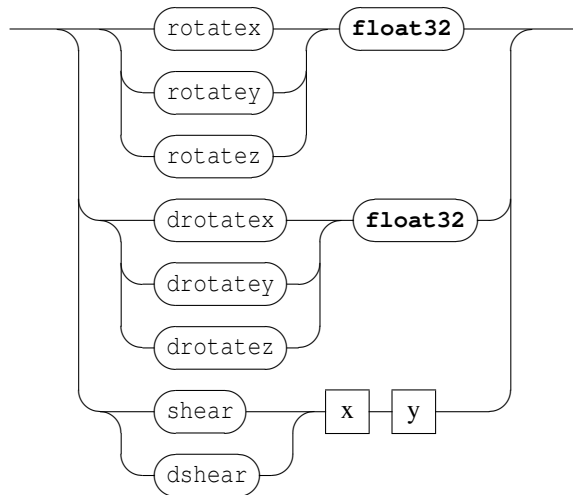 rotatex float32
rotatey
rotatez
drotatex float32
drotatey
drotatez
shear x y
dshear